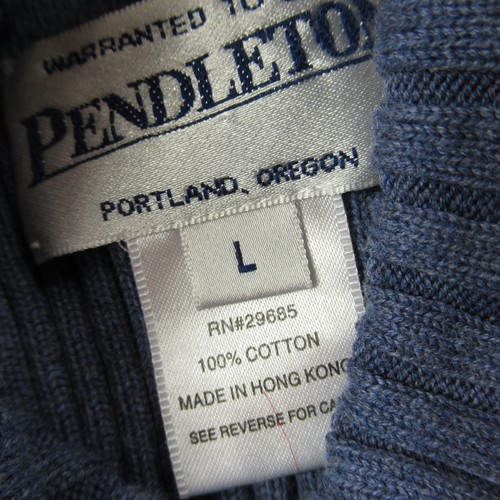 WARRANTED TO
PENDLETON
PORTLAND, OREGON
L
RN#29685
100% COTTON
MADE IN HONG KONG
SEE REVERSE FOR CA